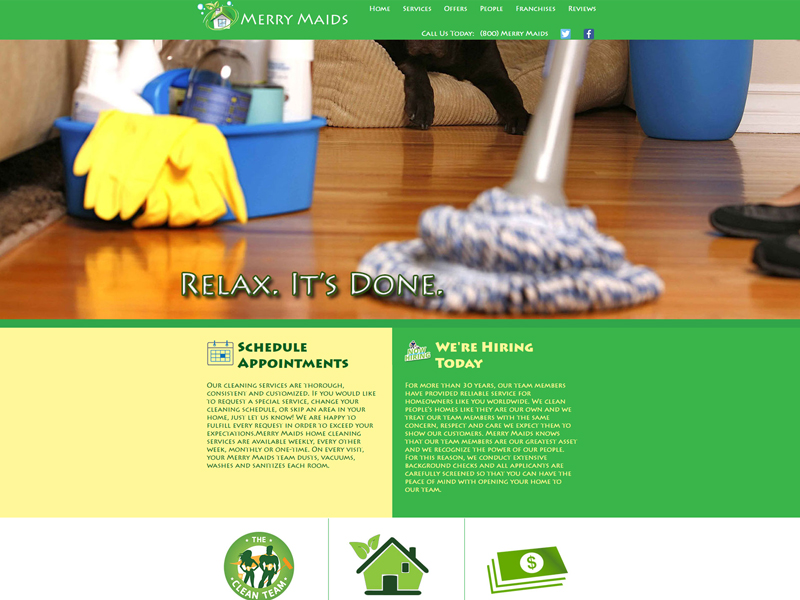 Merry Maids
Home Services Offers People Franchises Reviews
Call Us Today: (800) Merry Maids
Relax. It's Done.
Schedule
Appointments
Our cleaning services are thorough,
consistent and customized. If you would like
to request a special service, change your
cleaning schedule, or skip an area in your
home, just let us know! We are happy to
fulfill every request in order to exceed your
expectations.Merry Maids home cleaning
services are available weekly, every other
week, monthly or one-time. On every visit,
your Merry Maids team dusts, vacuums,
washes and sanitizes each room.
Now
Hiring
We're Hiring
Today
For more than 30 years, our team members
have provided reliable service for
homeowners like you worldwide. We clean
people's homes like they are our own and we
treat our team members with the same
concern, respect and care we expect them to
show our customers. Merry Maids knows
that our team members are our greatest asset
and we recognize the power of our people.
For this reason, we conduct extensive
background checks and all applicants are
carefully screened so that you can have the
peace of mind with opening your home to
our team.
• THE •
CLEAN TEAM
$